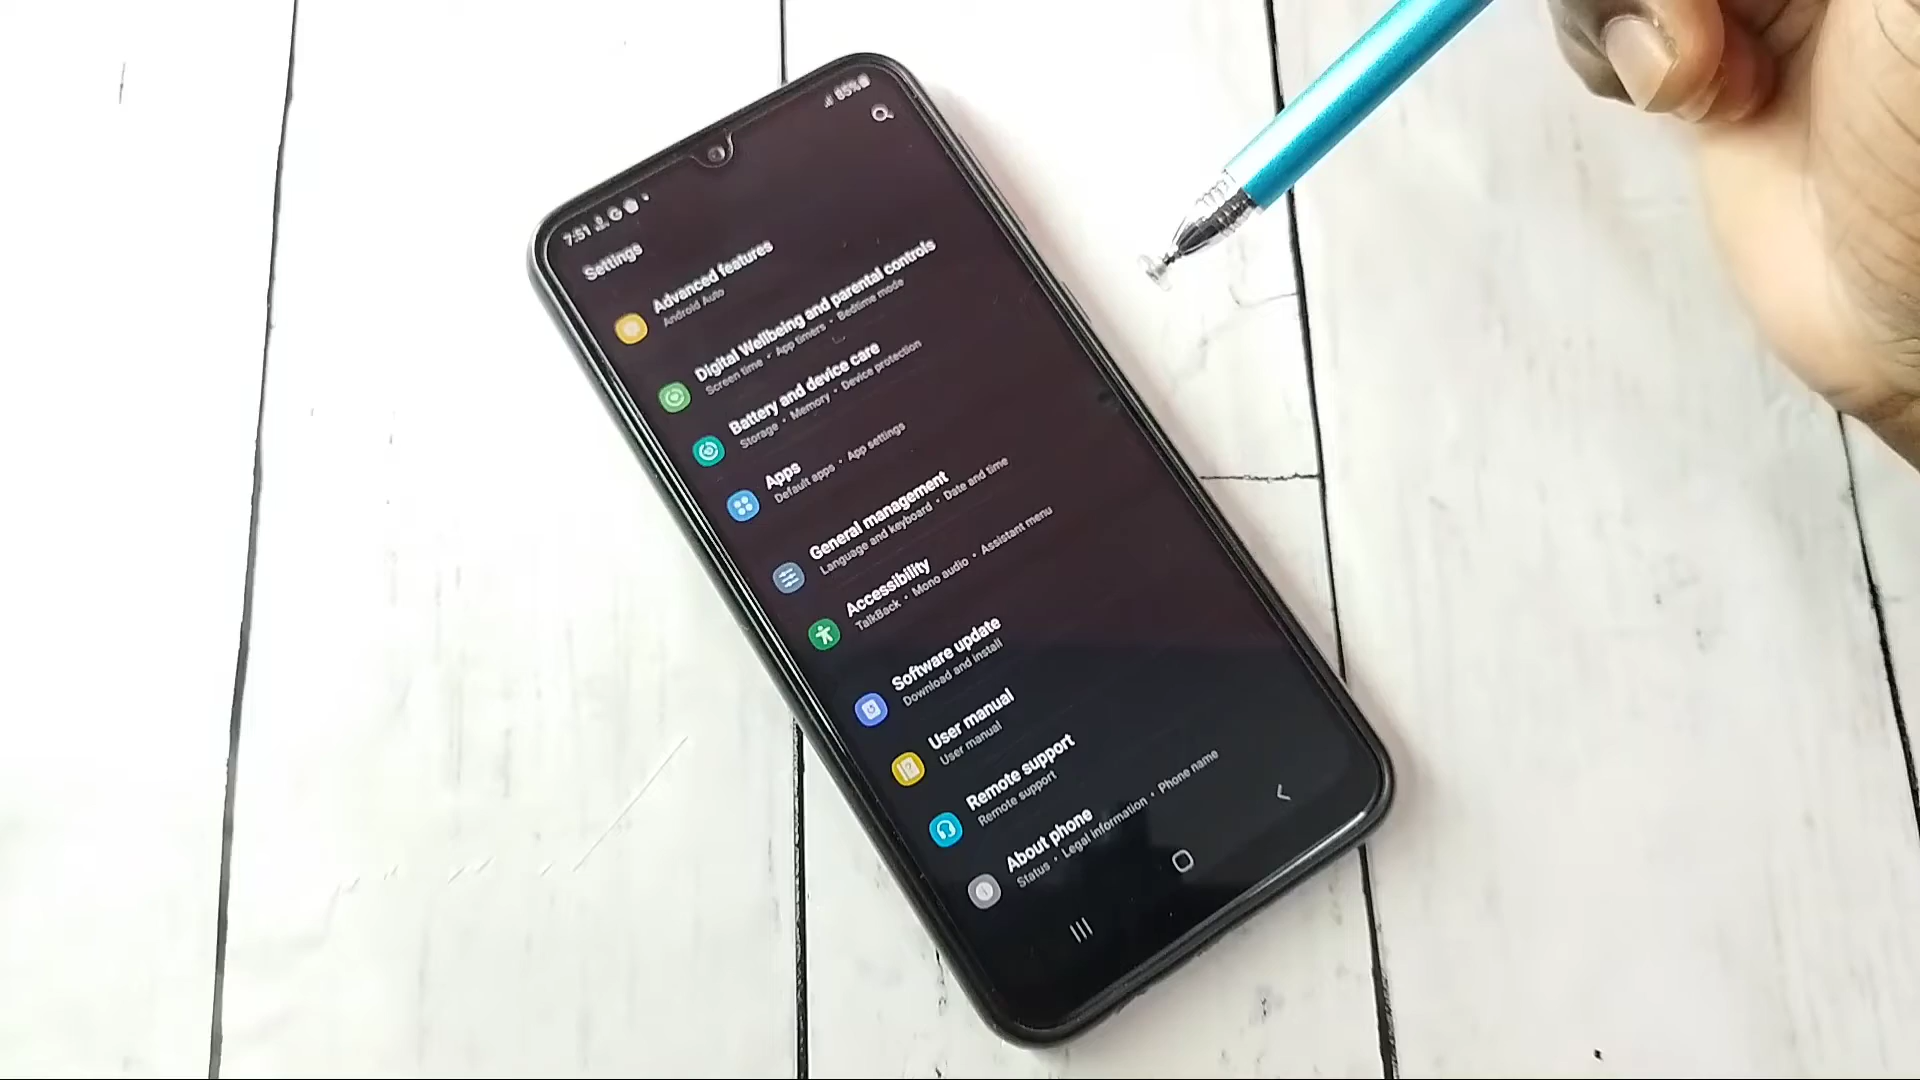 7:51
85%
Settings
Advanced features
Android Auto
Digital Wellbeing and parental controls
Screen time • App timers • Bedtime mode
Battery and device care
Storage • Memory • Device protection
Apps
Default apps • App settings
General management
Language and keyboard • Date and time
Accessibility
TalkBack • Mono audio • Assistant menu
Software update
Download and install
User manual
User manual
Remote support
Remote support
About phone
Status • Legal information • Phone name